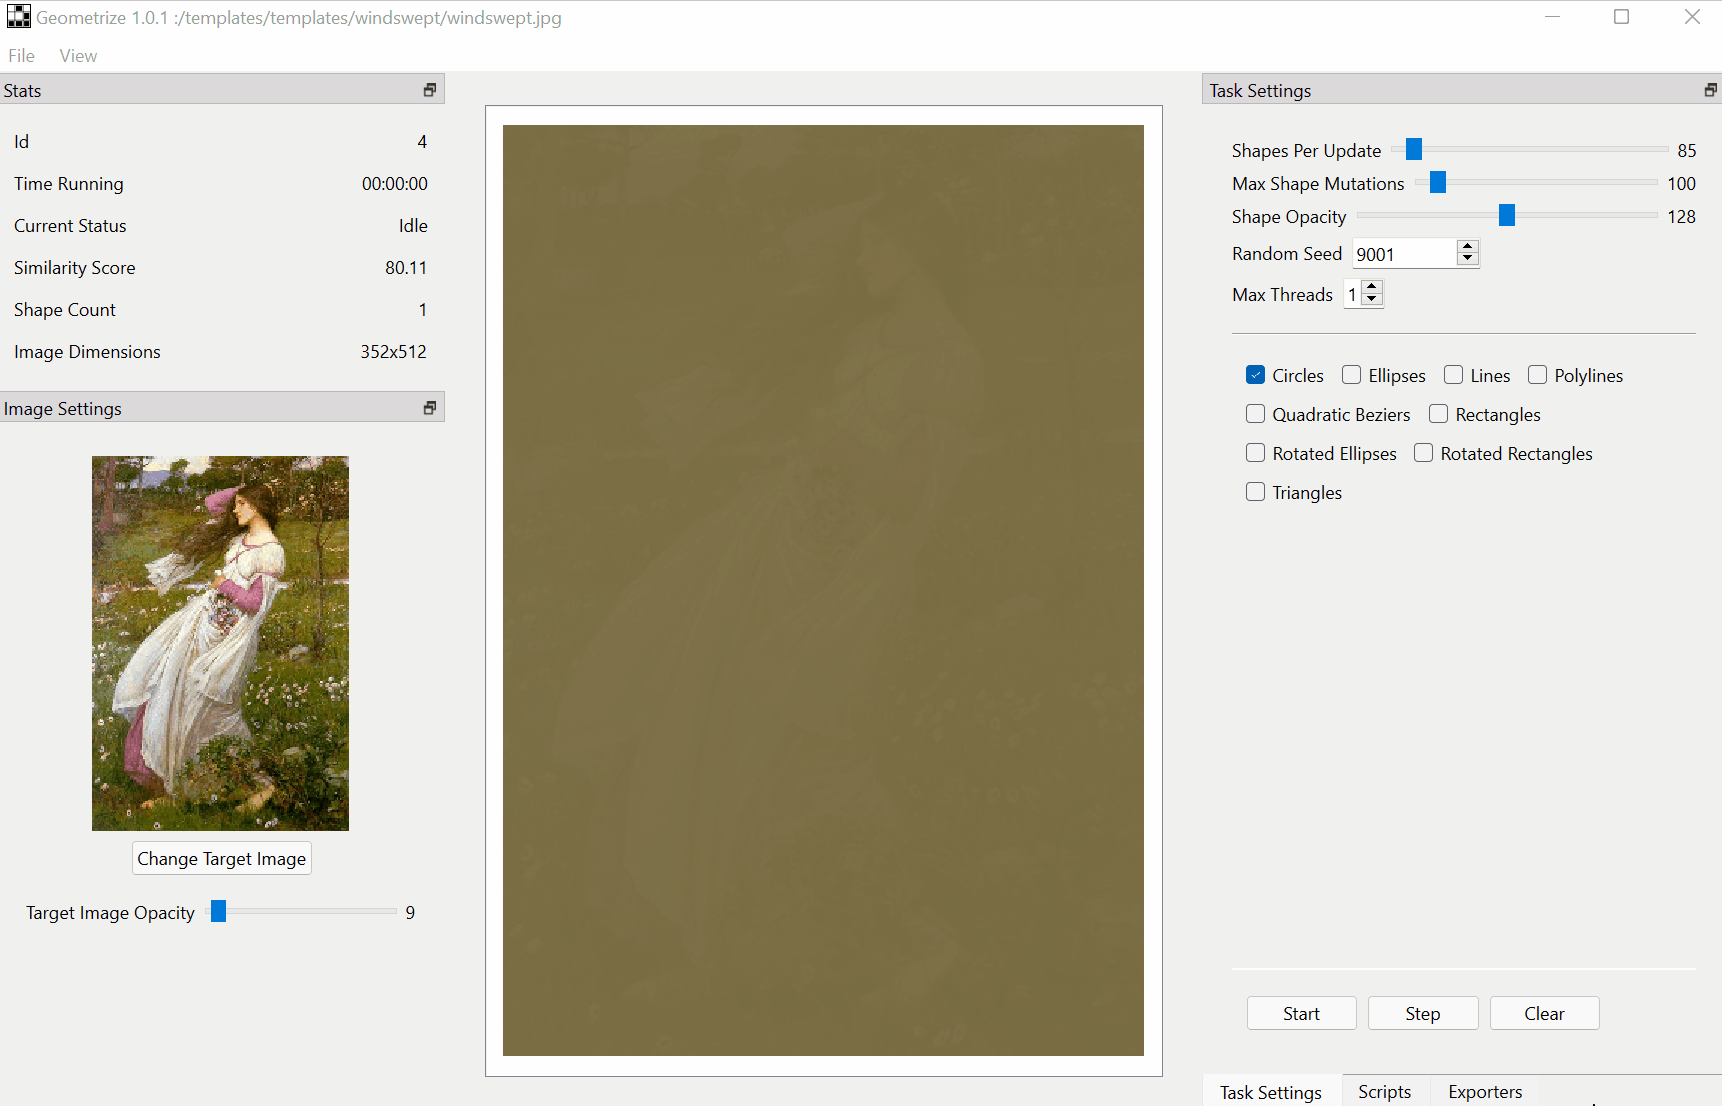 Geometrize 1.0.1 :/templates/templates/windswept/windswept.jpg
File View
Stats
Id 4
Time Running 00:00:00
Current Status Idle
Similarity Score 80.11
Shape Count 1
Image Dimensions 352x512
Image Settings
Change Target Image
Target Image Opacity 9
Task Settings
Shapes Per Update 85
Max Shape Mutations 100
Shape Opacity 128
Random Seed 9001
Max Threads 1
Circles Ellipses Lines Polylines
Quadratic Beziers Rectangles
Rotated Ellipses Rotated Rectangles
Triangles
Start Step Clear
Task Settings Scripts Exporters